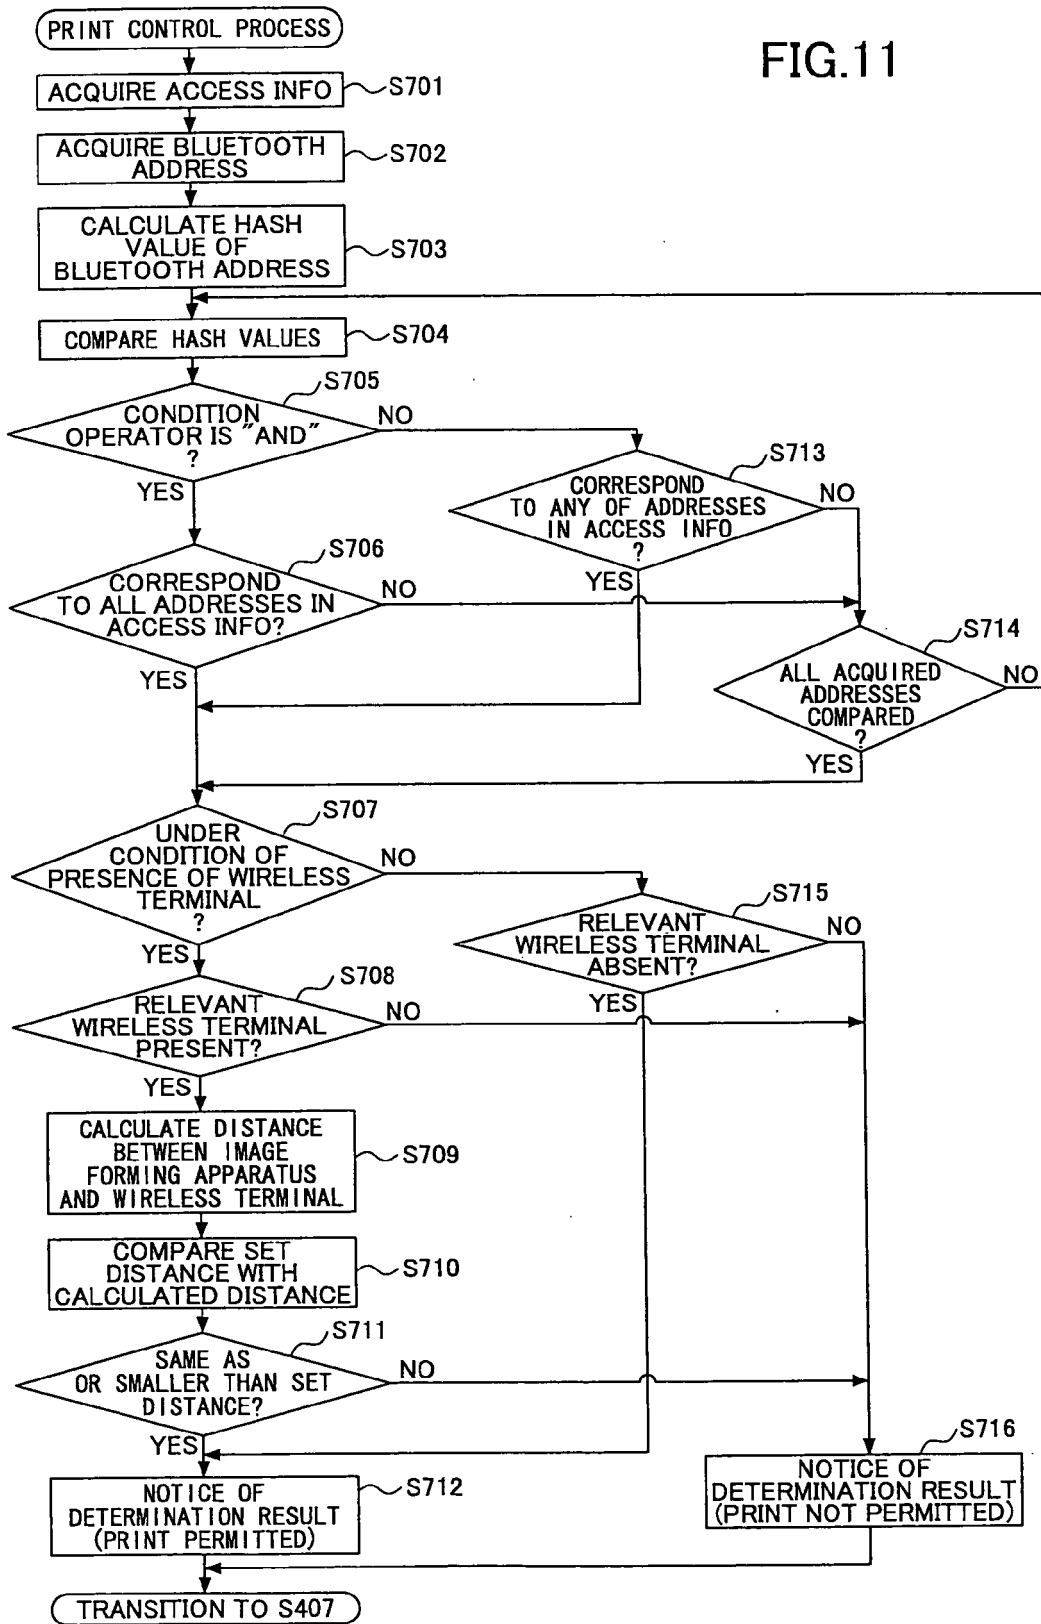 FIG.11
PRINT CONTROL PROCESS
ACQUIRE ACCESS INFO
S701
ACQUIRE BLUETOOTH
ADDRESS
S702
CALCULATE HASH
VALUE OF
BLUETOOTH ADDRESS
S703
COMPARE HASH VALUES
S704
S705
CONDITION
OPERATOR IS "AND"
?
NO
YES
S713
CORRESPOND
TO ANY OF ADDRESSES
IN ACCESS INFO
?
NO
YES
S706
CORRESPOND
TO ALL ADDRESSES IN
ACCESS INFO?
NO
YES
S714
ALL ACQUIRED
ADDRESSES
COMPARED
?
NO
YES
S707
UNDER
CONDITION OF
PRESENCE OF WIRELESS
TERMINAL
?
NO
YES
S715
RELEVANT
WIRELESS TERMINAL
ABSENT?
NO
YES
S708
RELEVANT
WIRELESS TERMINAL
PRESENT?
NO
YES
CALCULATE DISTANCE
BETWEEN IMAGE
FORMING APPARATUS
AND WIRELESS TERMINAL
S709
COMPARE SET
DISTANCE WITH
CALCULATED DISTANCE
S710
S711
SAME AS
OR SMALLER THAN SET
DISTANCE?
NO
YES
NOTICE OF
DETERMINATION RESULT
(PRINT PERMITTED)
S712
S716
NOTICE OF
DETERMINATION RESULT
(PRINT NOT PERMITTED)
TRANSITION TO S407